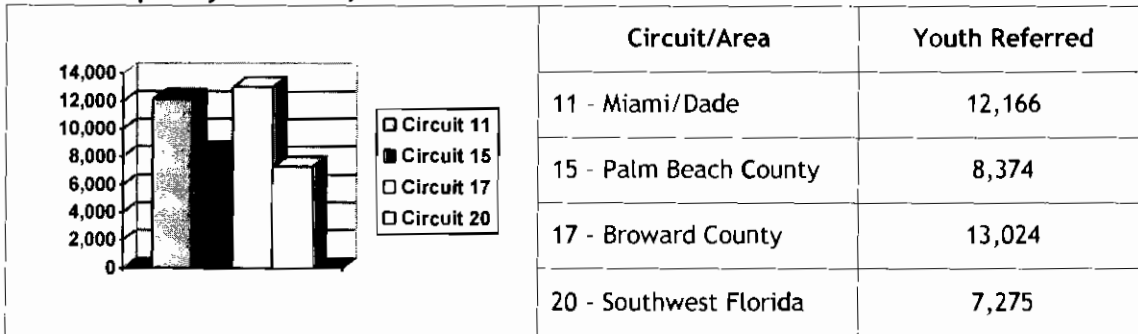 14,000
12,000
10,000
8,000
6,000
4,000
2,000
0
Circuit 11
Circuit 15
Circuit 17
Circuit 20
Circuit/Area Youth Referred
11 - Miami/Dade 12,166
15 - Palm Beach County 8,374
17 - Broward County 13,024
20 - Southwest Florida 7,275